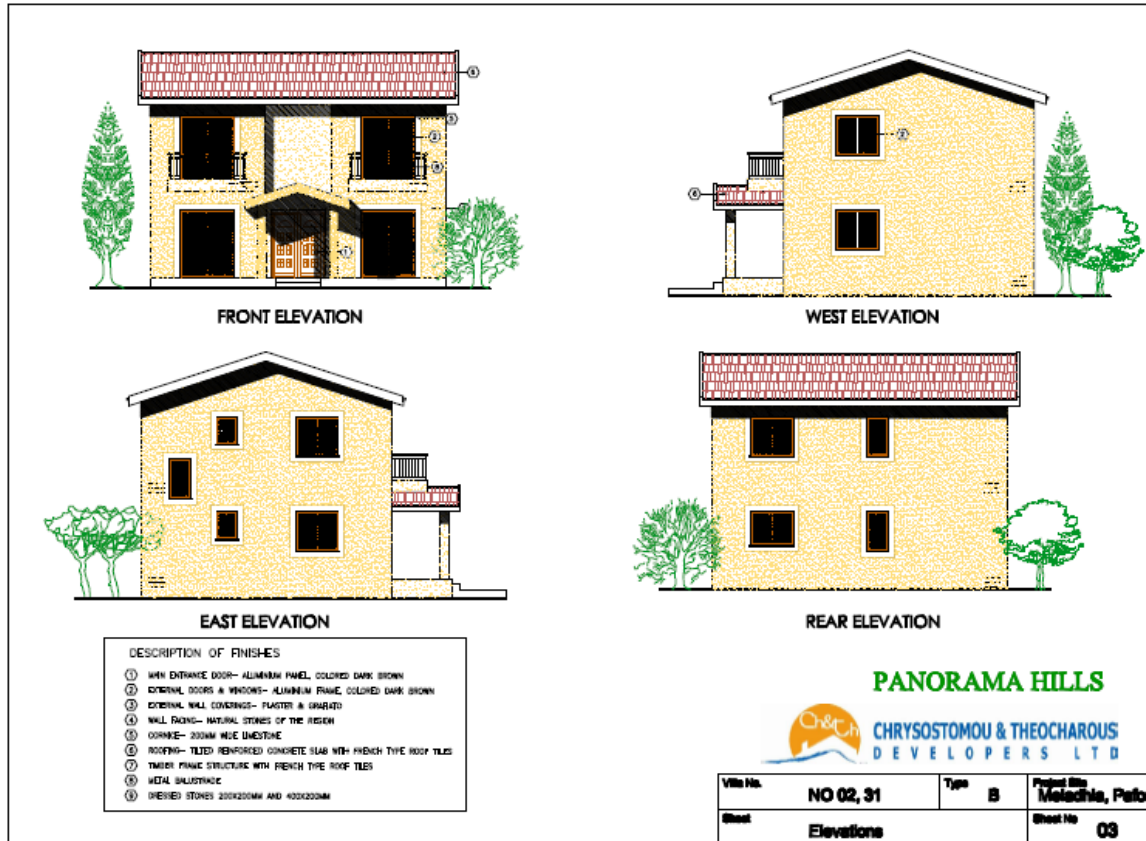 FRONT ELEVATION
WEST ELEVATION
EAST ELEVATION
REAR ELEVATION
DESCRIPTION OF FINISHES
1 MAIN ENTRANCE DOOR- ALUMINIUM PANEL, COLORED DARK BROWN
2 EXTERNAL DOORS & WINDOWS- ALUMINIUM FRAME, COLORED DARK BROWN
3 EXTERNAL WALL COVERINGS- PLASTER & GRAFIATO
4 WALL FACING- NATURAL STONES OF THE REGION
5 CORNICE- 200MM WIDE LIMESTONE
6 ROOFING- TILTED REINFORCED CONCRETE SLAB WITH FRENCH TYPE ROOF TILES
7 TIMBER FRAME STRUCTURE WITH FRENCH TYPE ROOF TILES
8 METAL BALUSTRADE
9 DRESSED STONES 200X200MM AND 400X200MM
PANORAMA HILLS
Ch&Ch
CHRYSOSTOMOU & THEOCHAROUS
DEVELOPERS LTD
Villa No. NO 02, 31 Type B Project Site Meladhia, Pafo
Sheet Elevations Sheet No 03